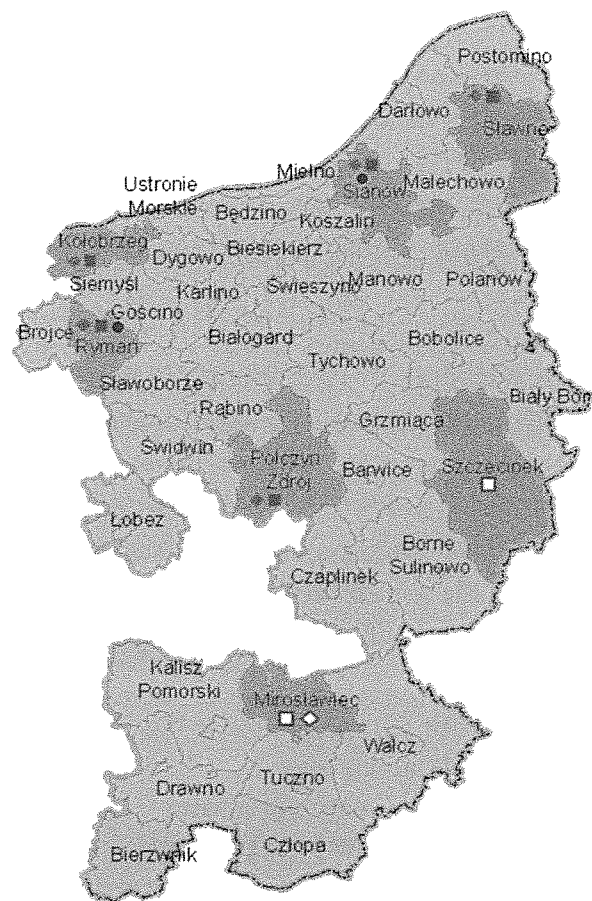 Postomino
Darłowo
Sławno
Mielno
Sianów
Malechowo
Ustronie
Morskie
Będzino
Koszalin
Kołobrzeg
Dygowo
Biesiekierz
Siemyśl
Karlino
Świeszyno
Manowo
Polanów
Gościno
Brojce
Rymań
Białogard
Bobolice
Tychowo
Sławoborze
Biały Bór
Rąbino
Grzmiąca
Świdwin
Połczyn
Zdrój
Barwice
Szczecinek
Łobez
Borne
Sulinowo
Czaplinek
Kalisz
Pomorski
Mirosławiec
Wałcz
Tuczno
Drawno
Człopa
Bierzwnik